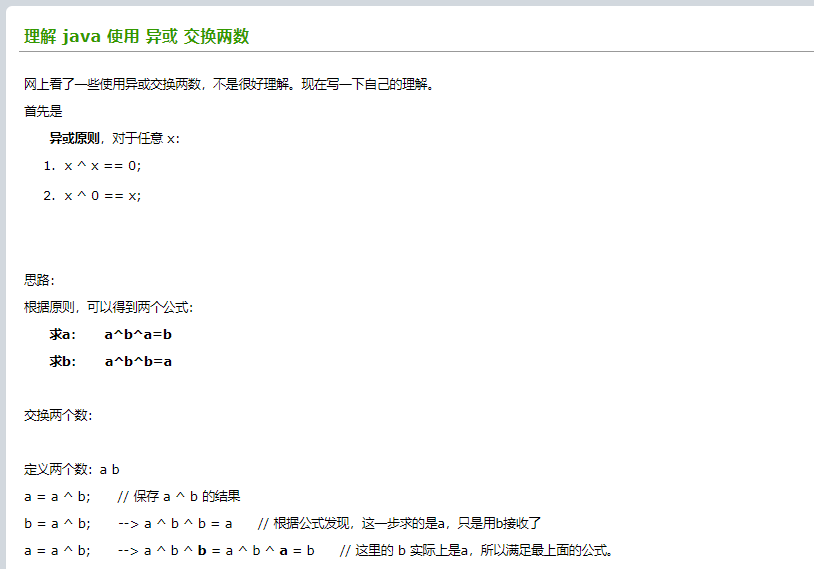 理解 java 使用 异或 交换两数
网上看了一些使用异或交换两数，不是很好理解。现在写一下自己的理解。
首先是
异或原则，对于任意 x：
1. x ^ x == 0;
2. x ^ 0 == x;
思路：
根据原则，可以得到两个公式：
求a: a^b^a=b
求b: a^b^b=a
交换两个数：
定义两个数：a b
a = a ^ b; // 保存 a ^ b 的结果
b = a ^ b; --> a ^ b ^ b = a // 根据公式发现，这一步求的是a，只是用b接收了
a = a ^ b; --> a ^ b ^ b = a ^ b ^ a = b // 这里的 b 实际上是a，所以满足最上面的公式。